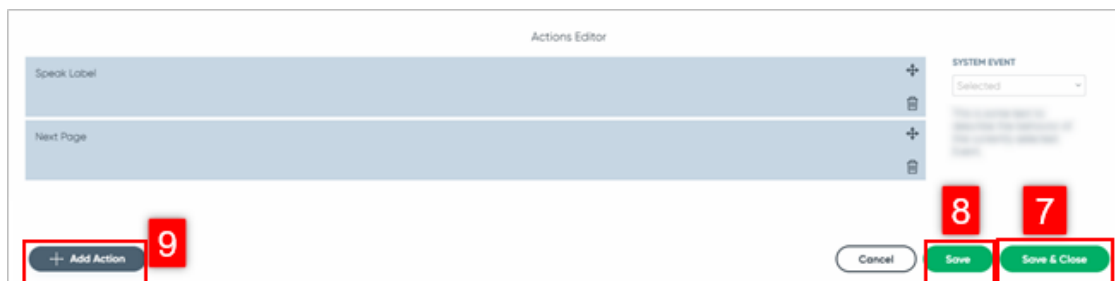 Actions Editor
Speak Label
SYSTEM EVENT
Selected
Next Page
8
7
9
+ Add Action
Cancel
Save
Save & Close